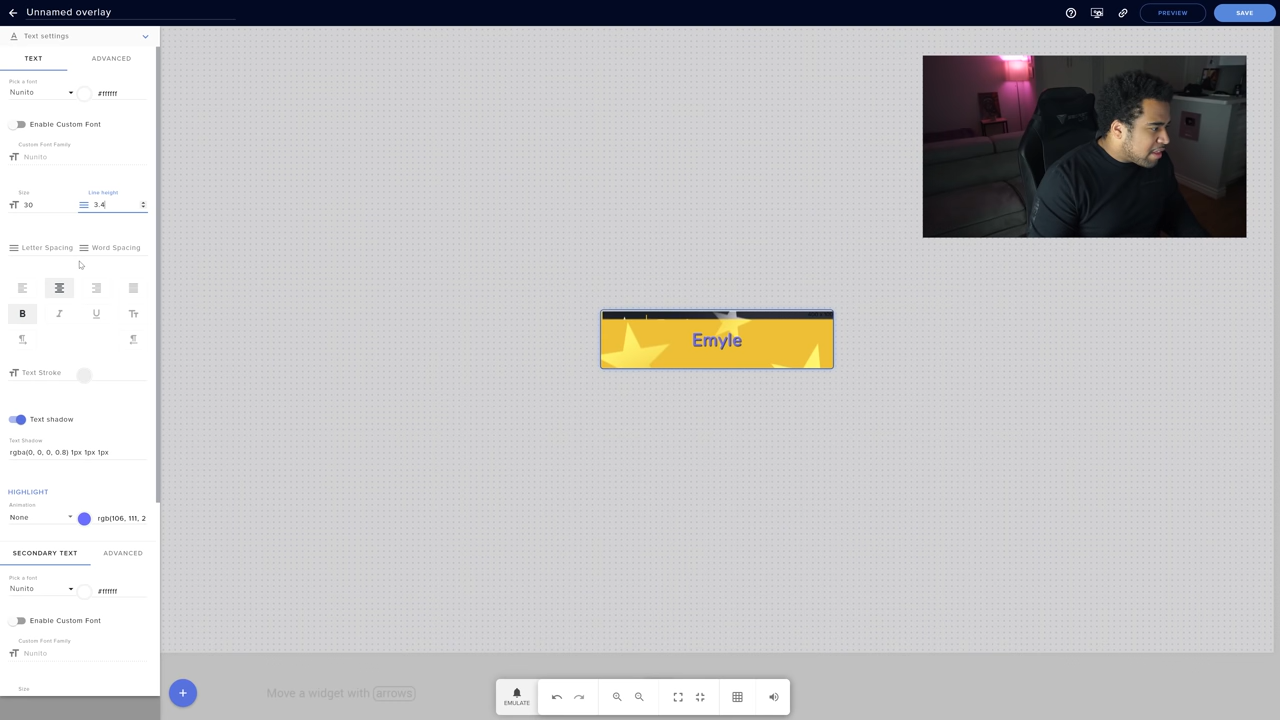 Unnamed overlay
PREVIEW
SAVE
Text settings
TEXT
ADVANCED
Pick a font
Nunito
#ffffff
Enable Custom Font
Custom Font Family
Nunito
Size
Line height
30
3.4
Letter Spacing
Word Spacing
B
I
U
Text Stroke
Text shadow
Text Shadow
rgba(0, 0, 0, 0.8) 1px 1px 1px
HIGHLIGHT
Animation
None
rgb(106, 111, 2
SECONDARY TEXT
ADVANCED
Pick a font
Nunito
#ffffff
Enable Custom Font
Custom Font Family
Nunito
Size
Emyle
Move a widget with arrows
EMULATE